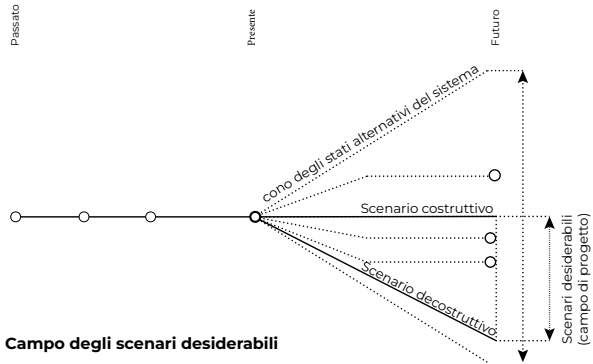 Passato
Presente
Futuro
cono degli stati alternativi del sistema
Scenario costruttivo
Scenario decostruttivo
Scenari desiderabili
(campo di progetto)
Campo degli scenari desiderabili